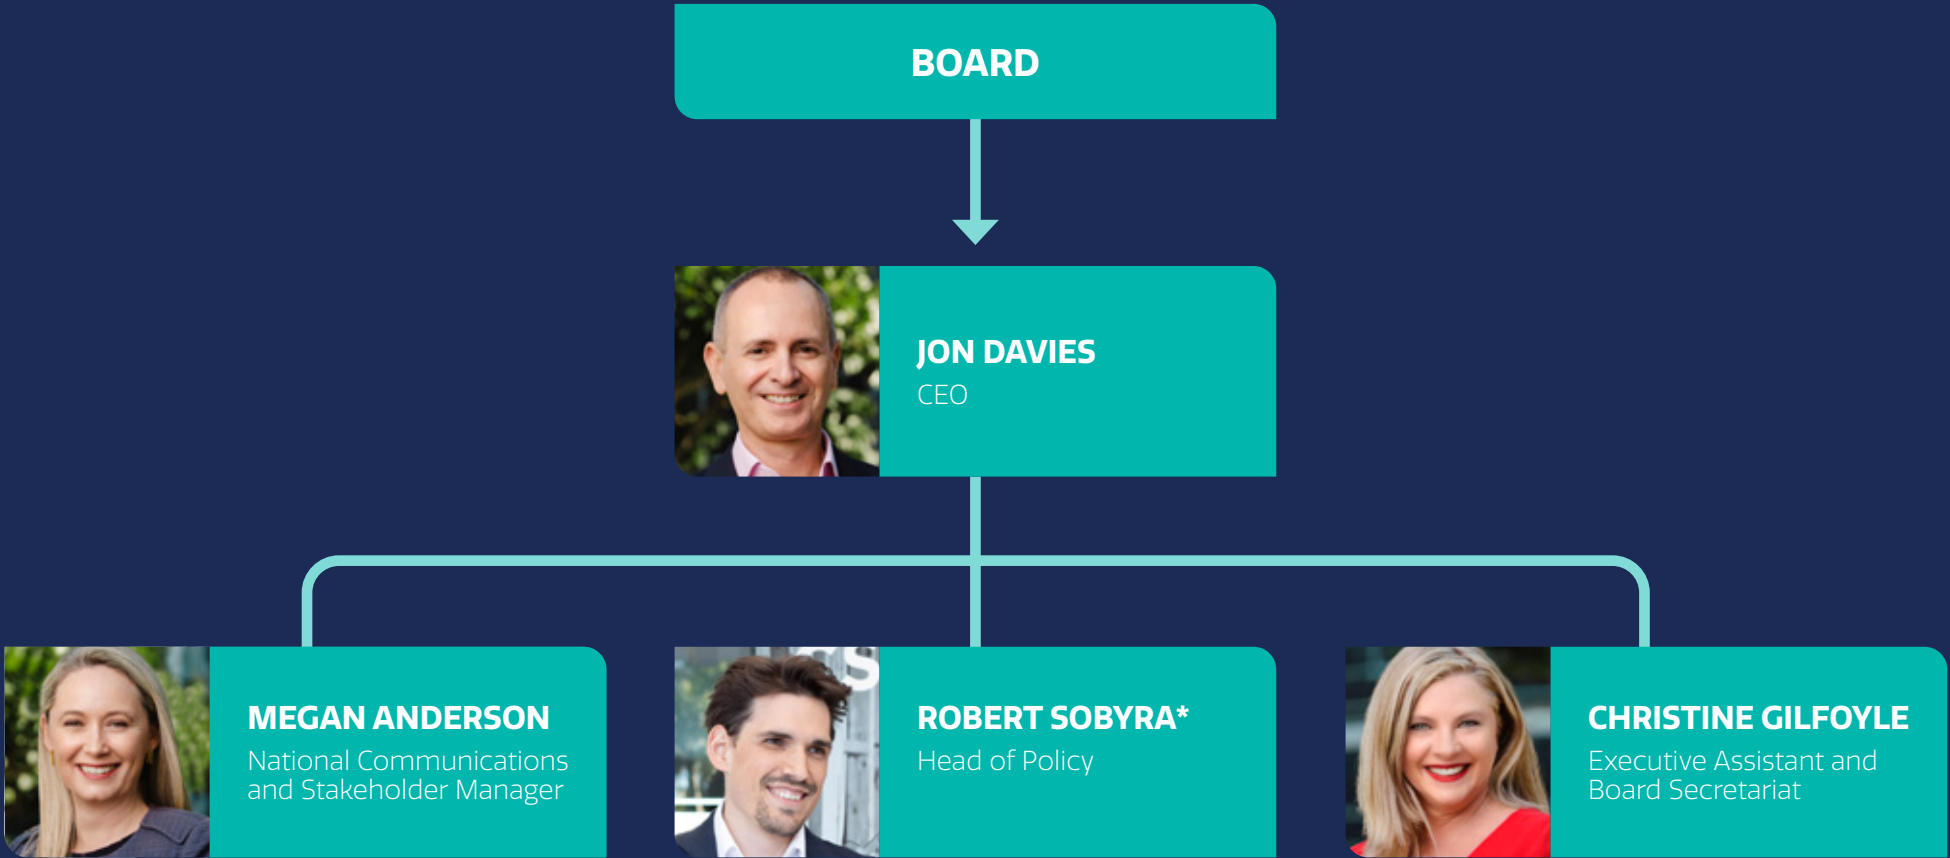 BOARD
JON DAVIES
CEO
MEGAN ANDERSON
National Communications
and Stakeholder Manager
ROBERT SOBYRA*
Head of Policy
CHRISTINE GILFOYLE
Executive Assistant and
Board Secretariat